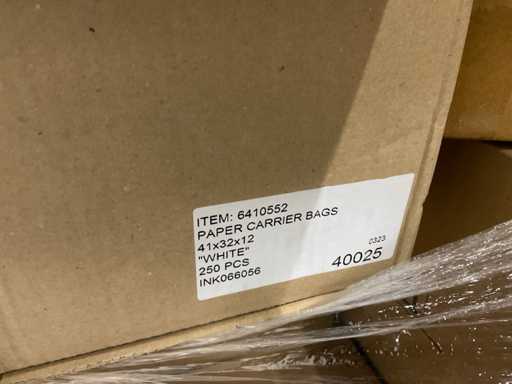 ITEM: 6410552
PAPER CARRIER BAGS
41x32x12
"WHITE"
250 PCS
INK066056
0323
40025